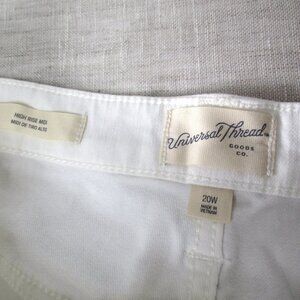 HIGH RISE MIDI
MIDI DE TIRO ALTO
Universal Thread
GOODS
CO.
20W
MADE IN
VIETNAM